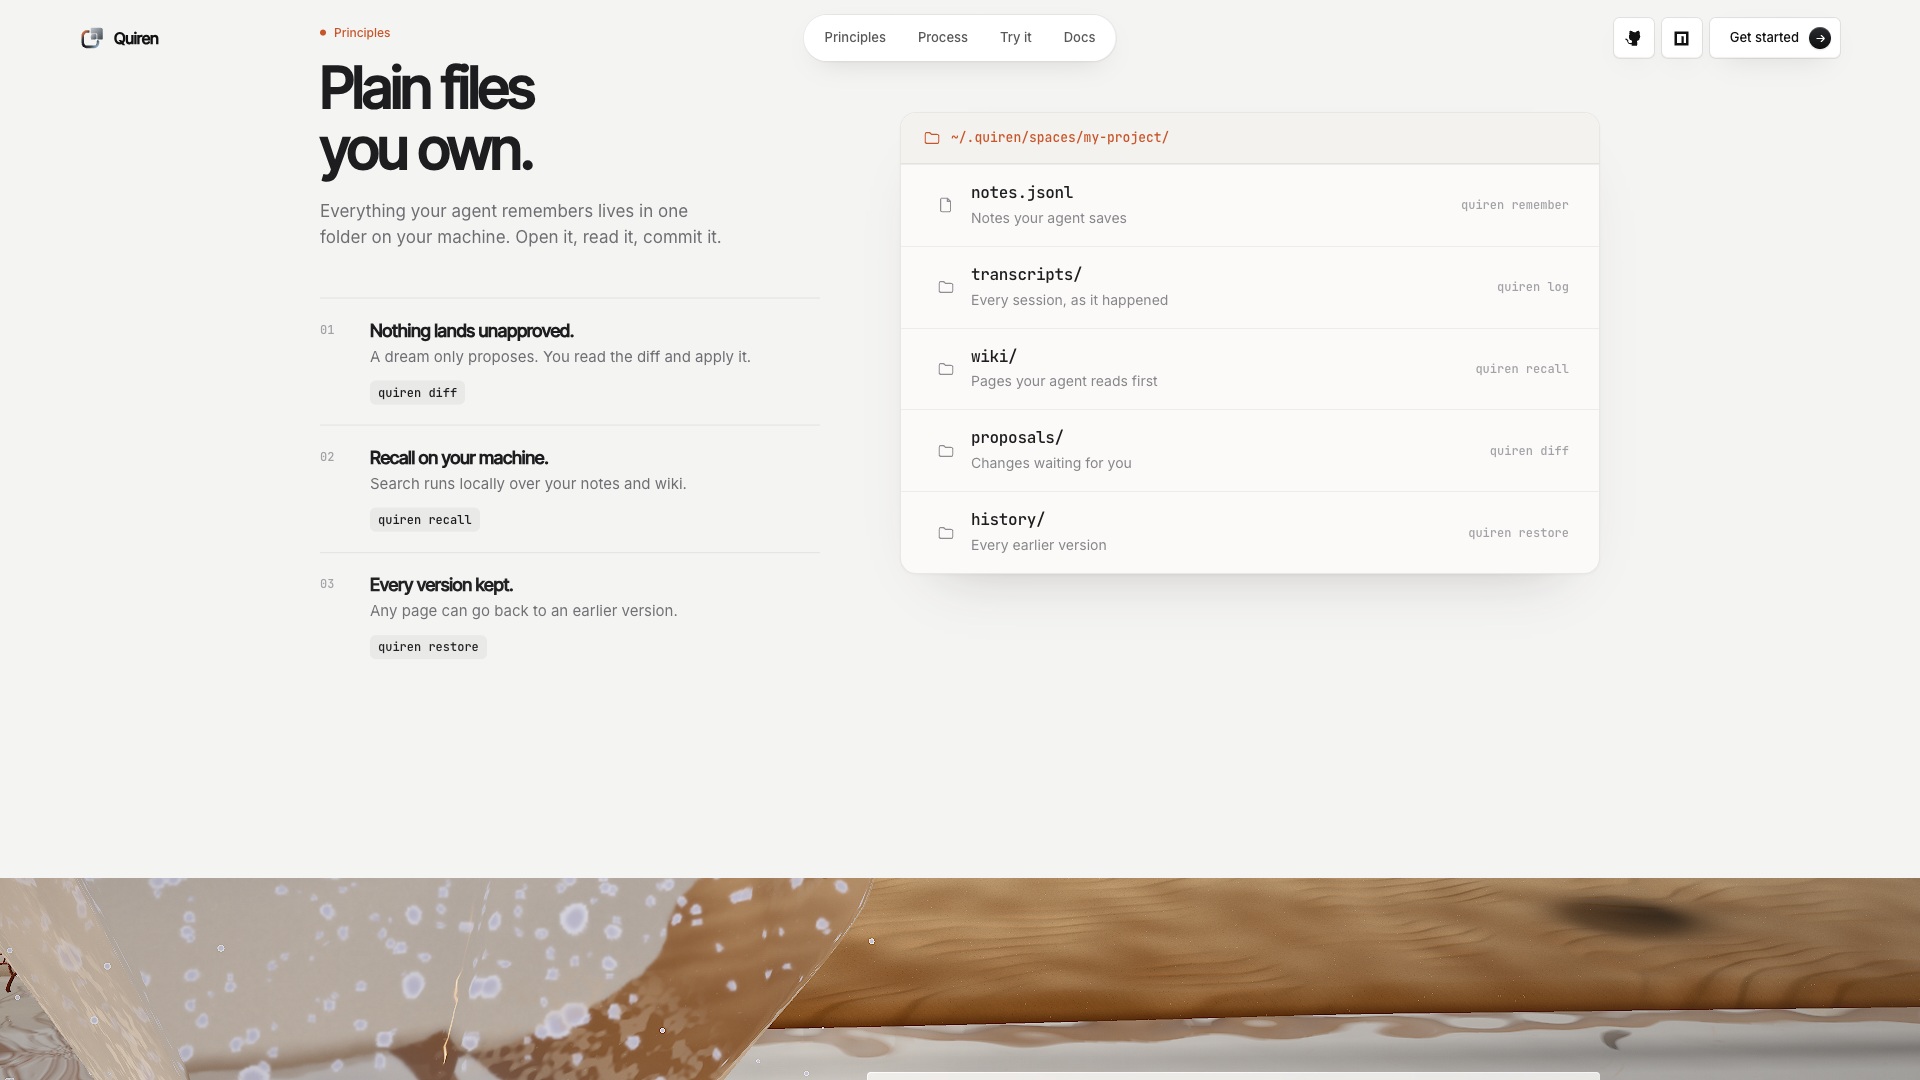 Quiren
Principles
Process
Try it
Docs
Get started
Principles
Plain files
you own.
Everything your agent remembers lives in one
folder on your machine. Open it, read it, commit it.
01
Nothing lands unapproved.
A dream only proposes. You read the diff and apply it.
quiren diff
02
Recall on your machine.
Search runs locally over your notes and wiki.
quiren recall
03
Every version kept.
Any page can go back to an earlier version.
quiren restore
~/.quiren/spaces/my-project/
notes.jsonl
Notes your agent saves
quiren remember
transcripts/
Every session, as it happened
quiren log
wiki/
Pages your agent reads first
quiren recall
proposals/
Changes waiting for you
quiren diff
history/
Every earlier version
quiren restore